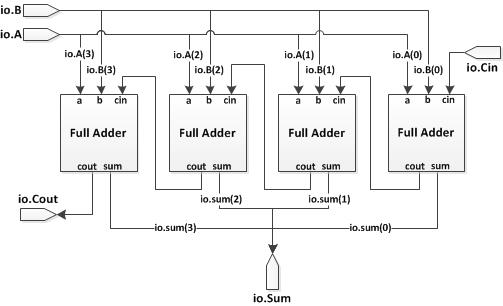 io.B
io.A
io.A(3)
io.B(3)
io.A(2)
io.B(2)
io.A(1)
io.B(1)
io.A(0)
io.B(0)
io.Cin
a b cin
a b cin
a b cin
a b cin
Full Adder
Full Adder
Full Adder
Full Adder
cout sum
cout sum
cout sum
cout sum
io.Cout
io.sum(2)
io.sum(1)
io.sum(3)
io.sum(0)
io.Sum